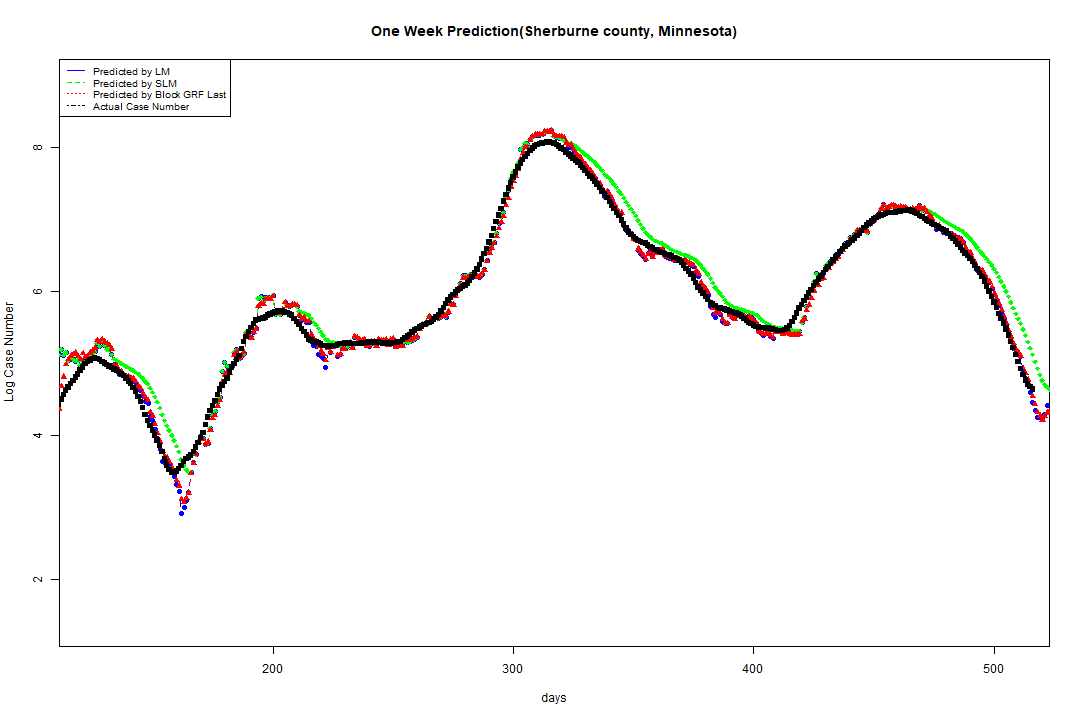 One Week Prediction(Sherburne county, Minnesota)
Predicted by LM
Predicted by SLM
Predicted by Block GRF Last
Actual Case Number
8
6
4
2
Log Case Number
200
300
400
500
days